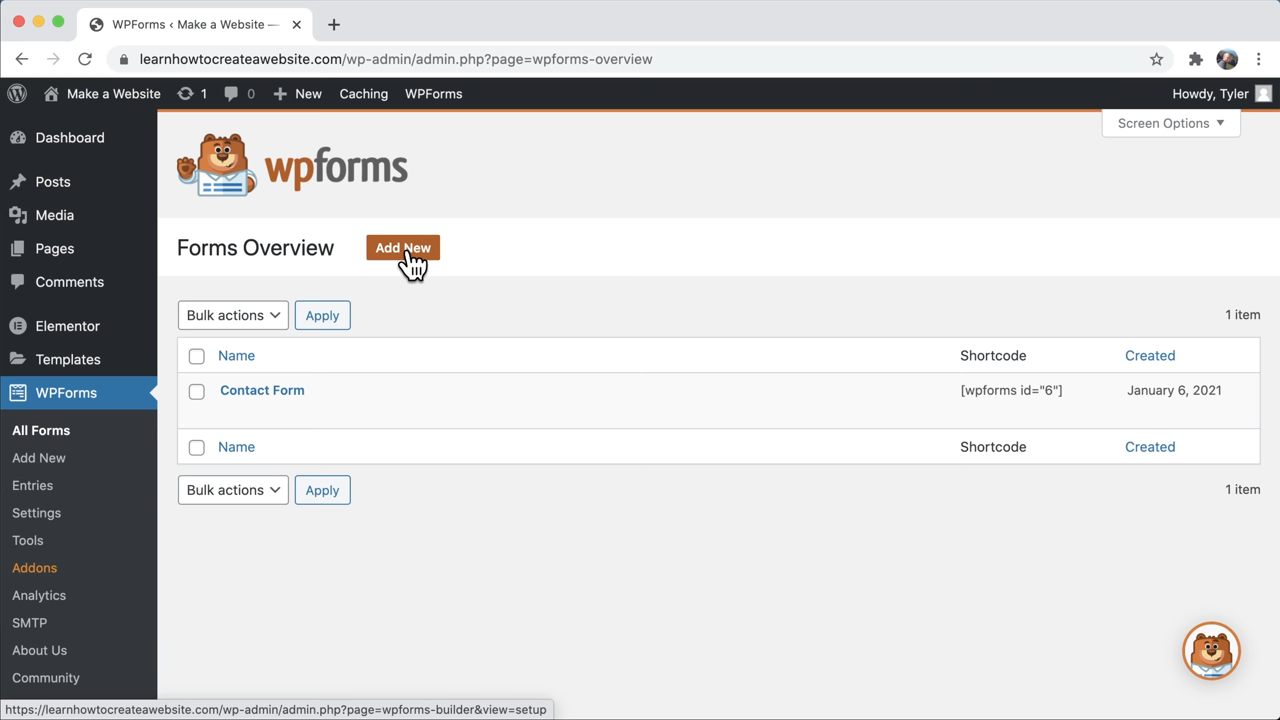 WPForms ‹ Make a Website —
learnhowtocreateawebsite.com/wp-admin/admin.php?page=wpforms-overview
Make a Website 1 0 New Caching WPForms Howdy, Tyler
Screen Options
wpforms
Dashboard
Posts
Media
Pages
Comments
Elementor
Templates
WPForms
All Forms
Add New
Entries
Settings
Tools
Addons
Analytics
SMTP
About Us
Community
Forms Overview Add New
Bulk actions Apply 1 item
Name Shortcode Created
Contact Form [wpforms id="6"] January 6, 2021
Name Shortcode Created
Bulk actions Apply 1 item
https://learnhowtocreateawebsite.com/wp-admin/admin.php?page=wpforms-builder&view=setup